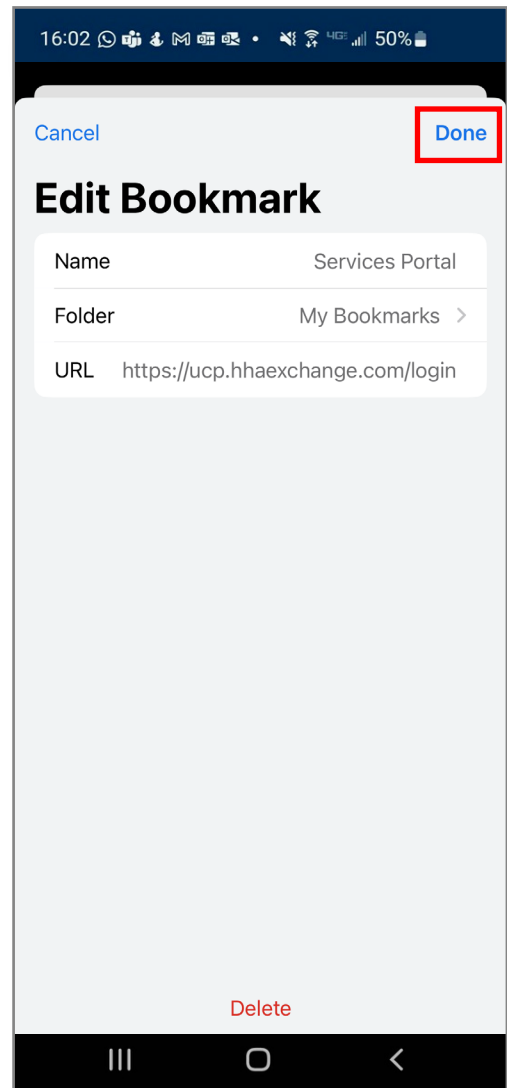 16:02 50%
Cancel Done
Edit Bookmark
Name Services Portal
Folder My Bookmarks
URL https://ucp.hhaexchange.com/login
Delete